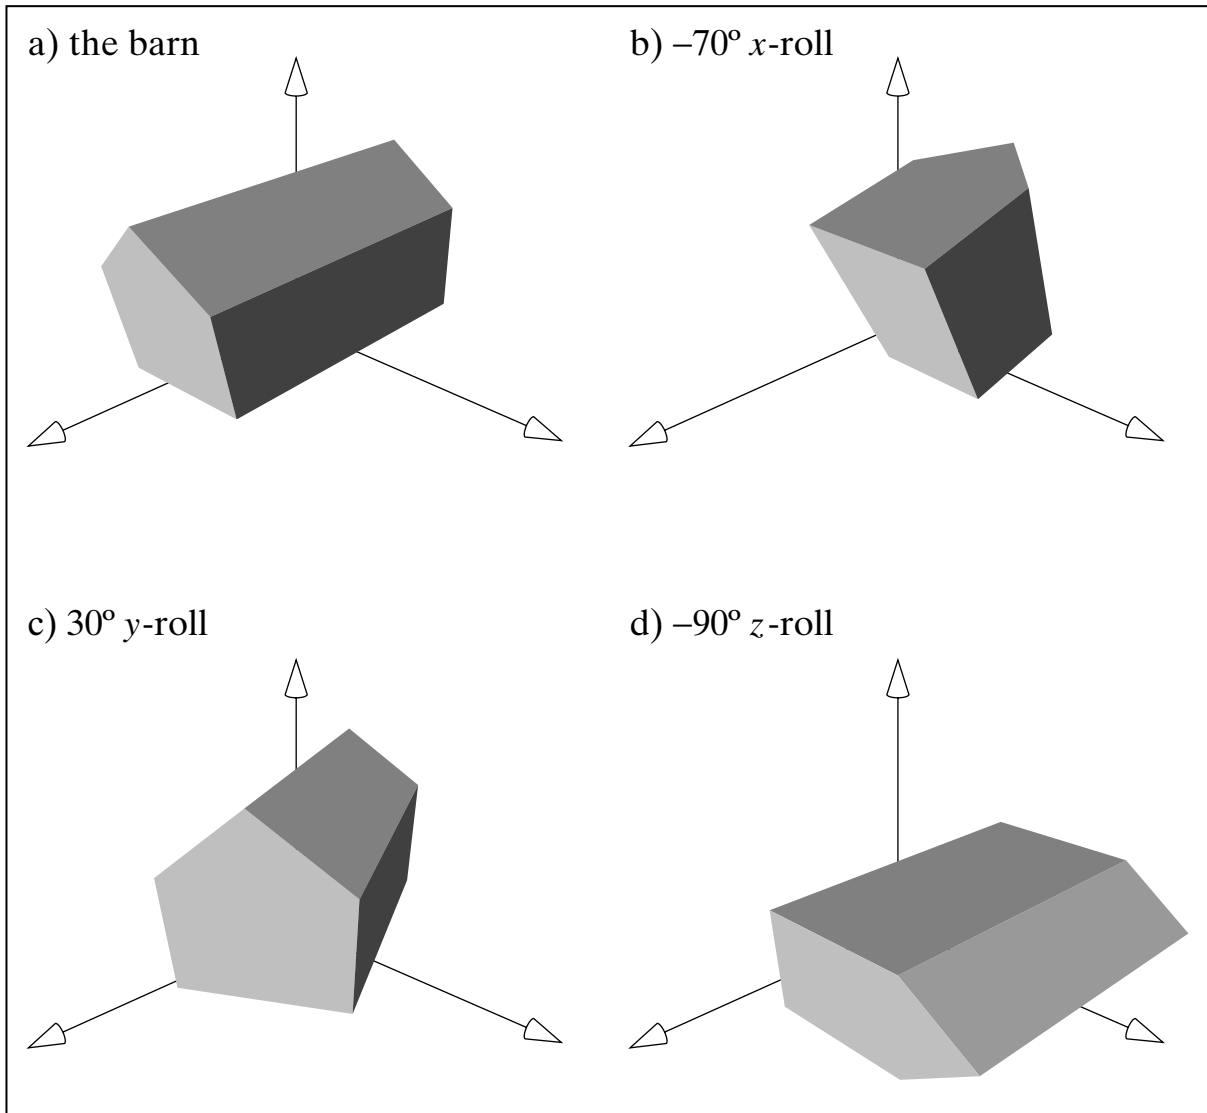 a) the barn
b) –70º x-roll
c) 30º y-roll
d) –90º z-roll